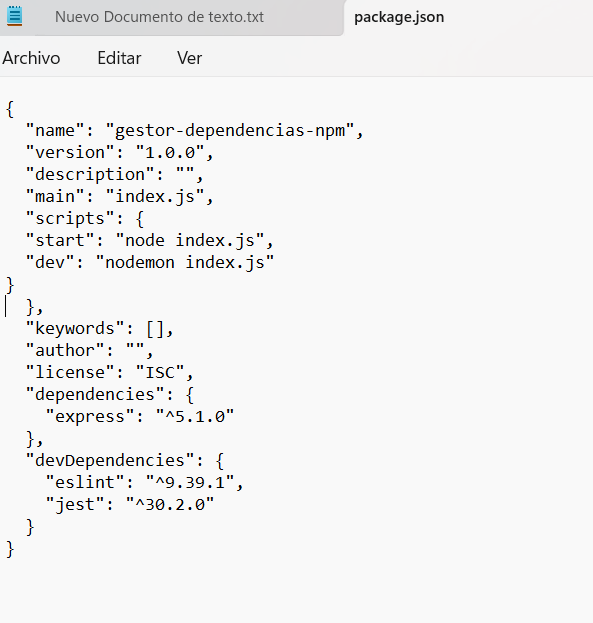 Nuevo Documento de texto.txt package.json
Archivo Editar Ver
{
  "name": "gestor-dependencias-npm",
  "version": "1.0.0",
  "description": "",
  "main": "index.js",
  "scripts": {
  "start": "node index.js",
  "dev": "nodemon index.js"
}
  },
  "keywords": [],
  "author": "",
  "license": "ISC",
  "dependencies": {
    "express": "^5.1.0"
  },
  "devDependencies": {
    "eslint": "^9.39.1",
    "jest": "^30.2.0"
  }
}